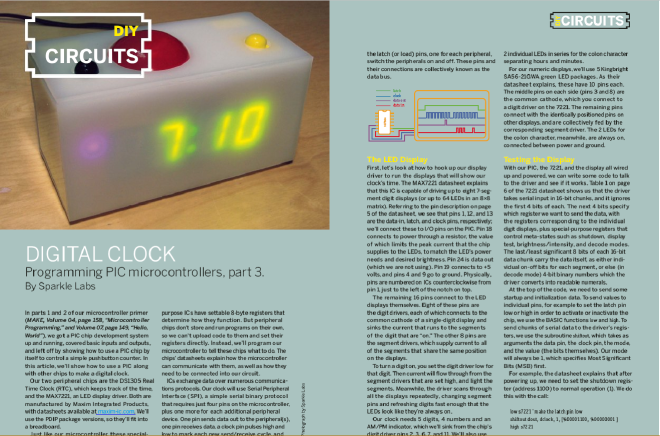 DIY
CIRCUITS
7:10
DIGITAL CLOCK
Programming PIC microcontrollers, part 3.
By Sparkle Labs
In parts 1 and 2 of our microcontroller primer
(MAKE, Volume 04, page 158, "Microcontroller
Programming," and Volume 07, page 149, "Hello,
World"), we got a PIC chip development system
up and running, covered basic inputs and outputs,
and left off by showing how to use a PIC chip by
itself to control a simple pushbutton counter. In
this article, we'll show how to use a PIC along
with other chips to make a digital clock.
Our two peripheral chips are the DS1305 Real
Time Clock (RTC), which keeps track of the time,
and the MAX7221, an LED display driver. Both are
manufactured by Maxim Integrated Products,
with datasheets available at maxim-ic.com. We'll
use the PDIP package versions, so they'll fit into
a breadboard.
Just like our microcontroller these special-
purpose ICs have settable 8-byte registers that
determine how they function. But peripheral
chips don't store and run programs on their own,
so we can't upload code to them and set their
registers directly. Instead, we'll program our
microcontroller to tell these chips what to do. The
chips' datasheets explain how the microcontroller
can communicate with them, as well as how they
need to be connected into our circuit.
ICs exchange data over numerous communica-
tions protocols. Our clock will use Serial Peripheral
Interface (SPI), a simple serial binary protocol
that requires just four pins on the microcontroller,
plus one more for each additional peripheral
device. One pin sends data out to the peripheral(s),
one pin receives data, a clock pin pulses high and
low to mark each new send/receive cycle, and
Photograph by Sparkle Labs
DIY
CIRCUITS
the latch (or load) pins, one for each peripheral,
switch the peripherals on and off. These pins and
their connections are collectively known as the
data bus.
The LED Display
First, let's look at how to hook up our display
driver to run the displays that will show our
clock's time. The MAX7221 datasheet explains
that this IC is capable of driving up to eight 7-seg-
ment digit displays (or up to 64 LEDs in an 8×8
matrix). Referring to the pin description on page
5 of the datasheet, we see that pins 1, 12, and 13
are the data-in, latch, and clock pins, respectively;
we'll connect these to I/O pins on the PIC. Pin 18
connects to power through a resistor, the value
of which limits the peak current that the chip
supplies to the LEDs, to match the LED's power
needs and desired brightness. Pin 24 is data out
(which we are not using). Pin 19 connects to +5
volts, and pins 4 and 9 go to ground. Physically,
pins are numbered on ICs counterclockwise from
pin 1, just to the left of the notch on top.
The remaining 16 pins connect to the LED
displays themselves. Eight of these pins are
the digit drivers, each of which connects to the
common cathode of a single digit display and
sinks the current that runs to the segments
of the digit that are "on." The other 8 pins are
the segment drivers, which supply current to all
of the segments that share the same position
on the displays.
To turn a digit on, you set the digit driver low for
that digit. Then current will flow through from the
segment drivers that are set high, and light the
segments. Meanwhile, the driver scans through
all the displays repeatedly, changing segment
pins and refreshing digits fast enough that the
LEDs look like they're always on.
Our clock needs 5 digits, 4 numbers and an
AM/PM indicator, which we'll sink from the chip's
digit driver pins 2, 3, 6, 7, and 11. We'll also use
2 individual LEDs in series for the colon character
separating hours and minutes.
For our numeric displays, we'll use 5 Kingbright
SA56-21GWA green LED packages. As their
datasheet explains, these have 10 pins each.
The middle pins on each side (pins 3 and 8) are
the common cathode, which you connect to
a digit driver on the 7221. The remaining pins
connect with the identically positioned pins on
other displays, and are collectively fed by the
corresponding segment driver. The 2 LEDs for
the colon character, meanwhile, are always on,
connected between power and ground.
Testing the Display
With our PIC, the 7221, and the display all wired
up and powered, we can write some code to talk
to the driver and see if it works. Table 1 on page
6 of the 7221 datasheet shows us that the driver
takes serial input in 16-bit chunks, and it ignores
the first 4 bits of each. The next 4 bits specify
which register we want to send the data, with
the registers corresponding to the individual
digit displays, plus special-purpose registers that
control meta-states such as shutdown, display
test, brightness/intensity, and decode modes.
The last/least significant 8 bits of each 16-bit
data chunk carry the data itself, as either indi-
vidual on-off bits for each segment, or else (in
decode mode) 4-bit binary numbers which the
driver converts into readable numerals.
At the top of the code, we need to send some
startup and initialization data. To send values to
individual pins, for example to set the latch pin
low or high in order to activate or inactivate the
chip, we use the BASIC functions low and high. To
send chunks of serial data to the driver's regis-
ters, we use the subroutine shiftout, which takes as
arguments the data pin, the clock pin, the mode,
and the value (the bits themselves). Our mode
will always be 1, which specifies Most Significant
Bits (MSB) first.
For example, the datasheet explains that after
powering up, we need to set the shutdown regis-
ter (address 1100) to normal operation (1). We do
this with the call: